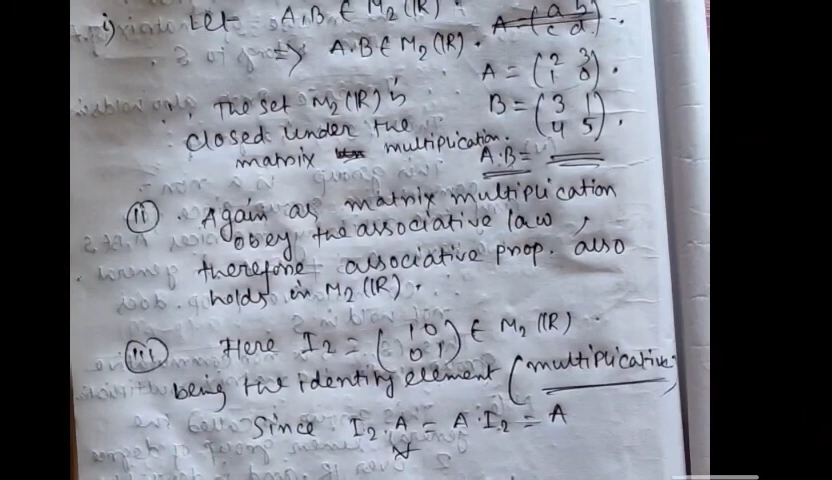 i) Let A,B ∈ M2(IR). A = (a b
c d).
⇒ A.B ∈ M2(IR).
A = (2 3
1 0).
∴ The set M2(IR) is
B = (3 1
4 5).
closed under the
matrix multiplication.
A.B =
(ii) . Again as matrix multiplication
obey the associative law,
therefore associative prop. also
holds in M2(IR).
(iii) Here I2 = (1 0
0 1) ∈ M2(IR)
being the identity element (multiplicative)
Since I2.A = A.I2 = A